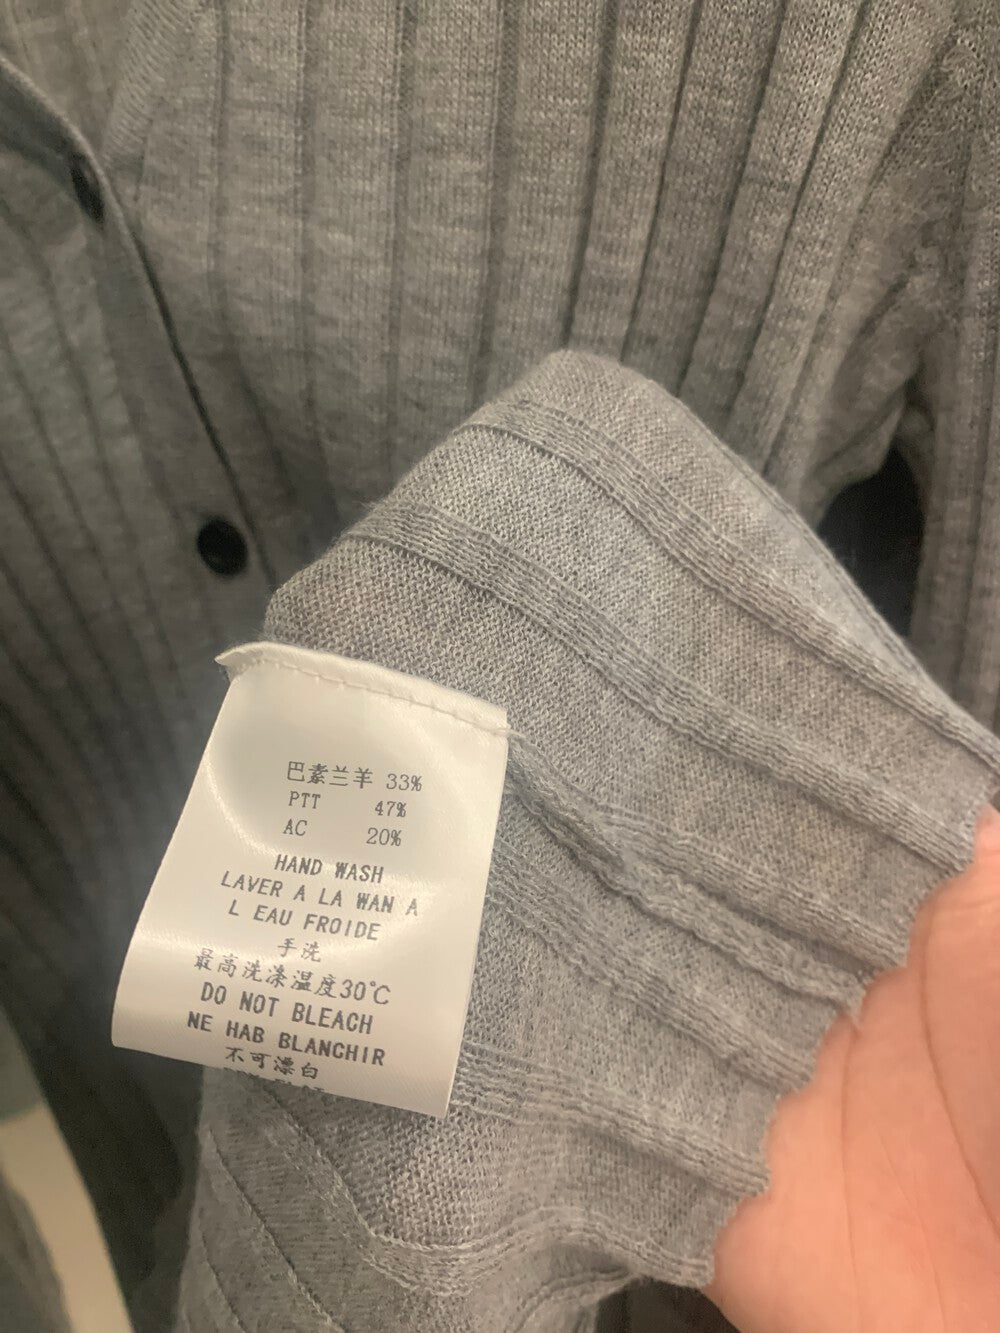 巴素兰羊 33%
PTT 47%
AC 20%
HAND WASH
LAVER A LA WAN A
L EAU FROIDE
手洗
最高洗涤温度30℃
DO NOT BLEACH
NE HAB BLANCHIR
不可漂白